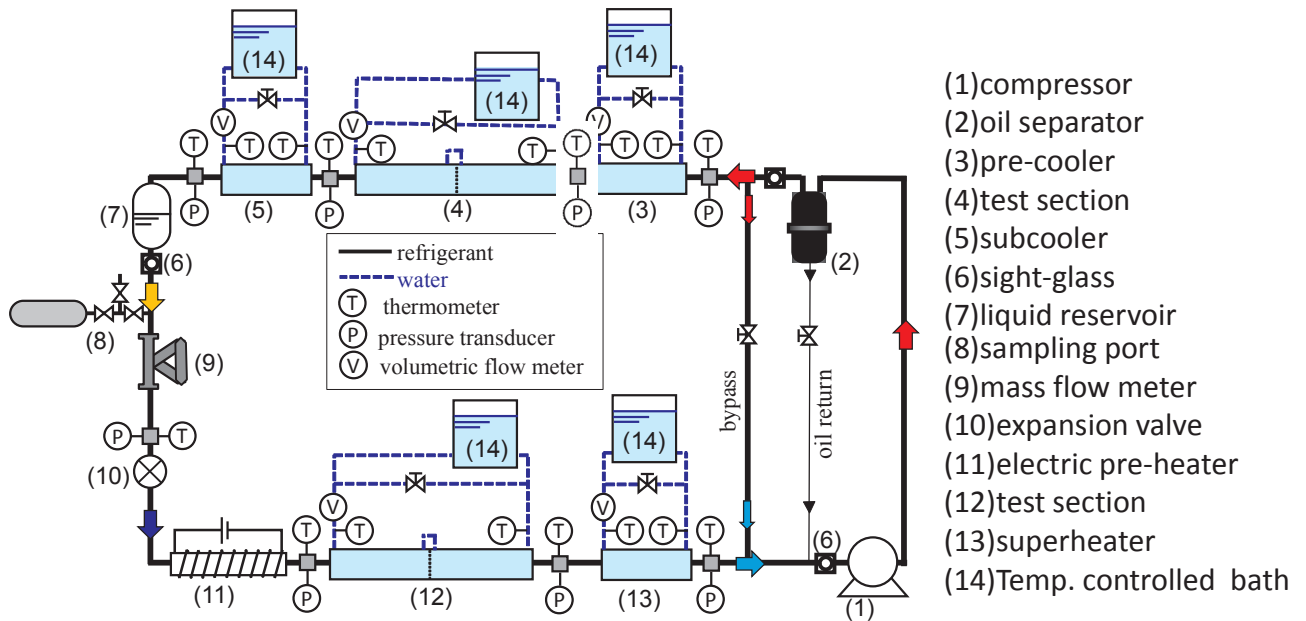 (14)
(14)
(14)
V
V
V
T
T
T
T
T
T
T
T
T
T
P
P
P
P
(5)
(4)
(3)
(7)
(6)
(2)
(8)
(9)
refrigerant
water
T thermometer
P pressure transducer
V volumetric flow meter
bypass
oil return
P
T
(10)
(14)
(14)
V
V
T
T
T
T
T
T
T
P
P
P
(11)
(12)
(13)
(6)
(1)
(1)compressor
(2)oil separator
(3)pre-cooler
(4)test section
(5)subcooler
(6)sight-glass
(7)liquid reservoir
(8)sampling port
(9)mass flow meter
(10)expansion valve
(11)electric pre-heater
(12)test section
(13)superheater
(14)Temp. controlled bath